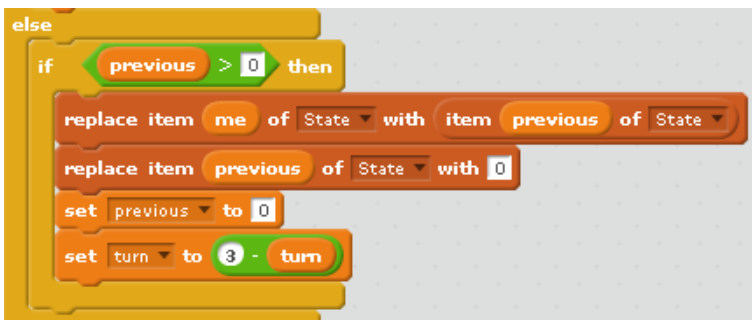 else
if previous > 0 then
replace item me of State with item previous of State
replace item previous of State with 0
set previous to 0
set turn to 3 - turn